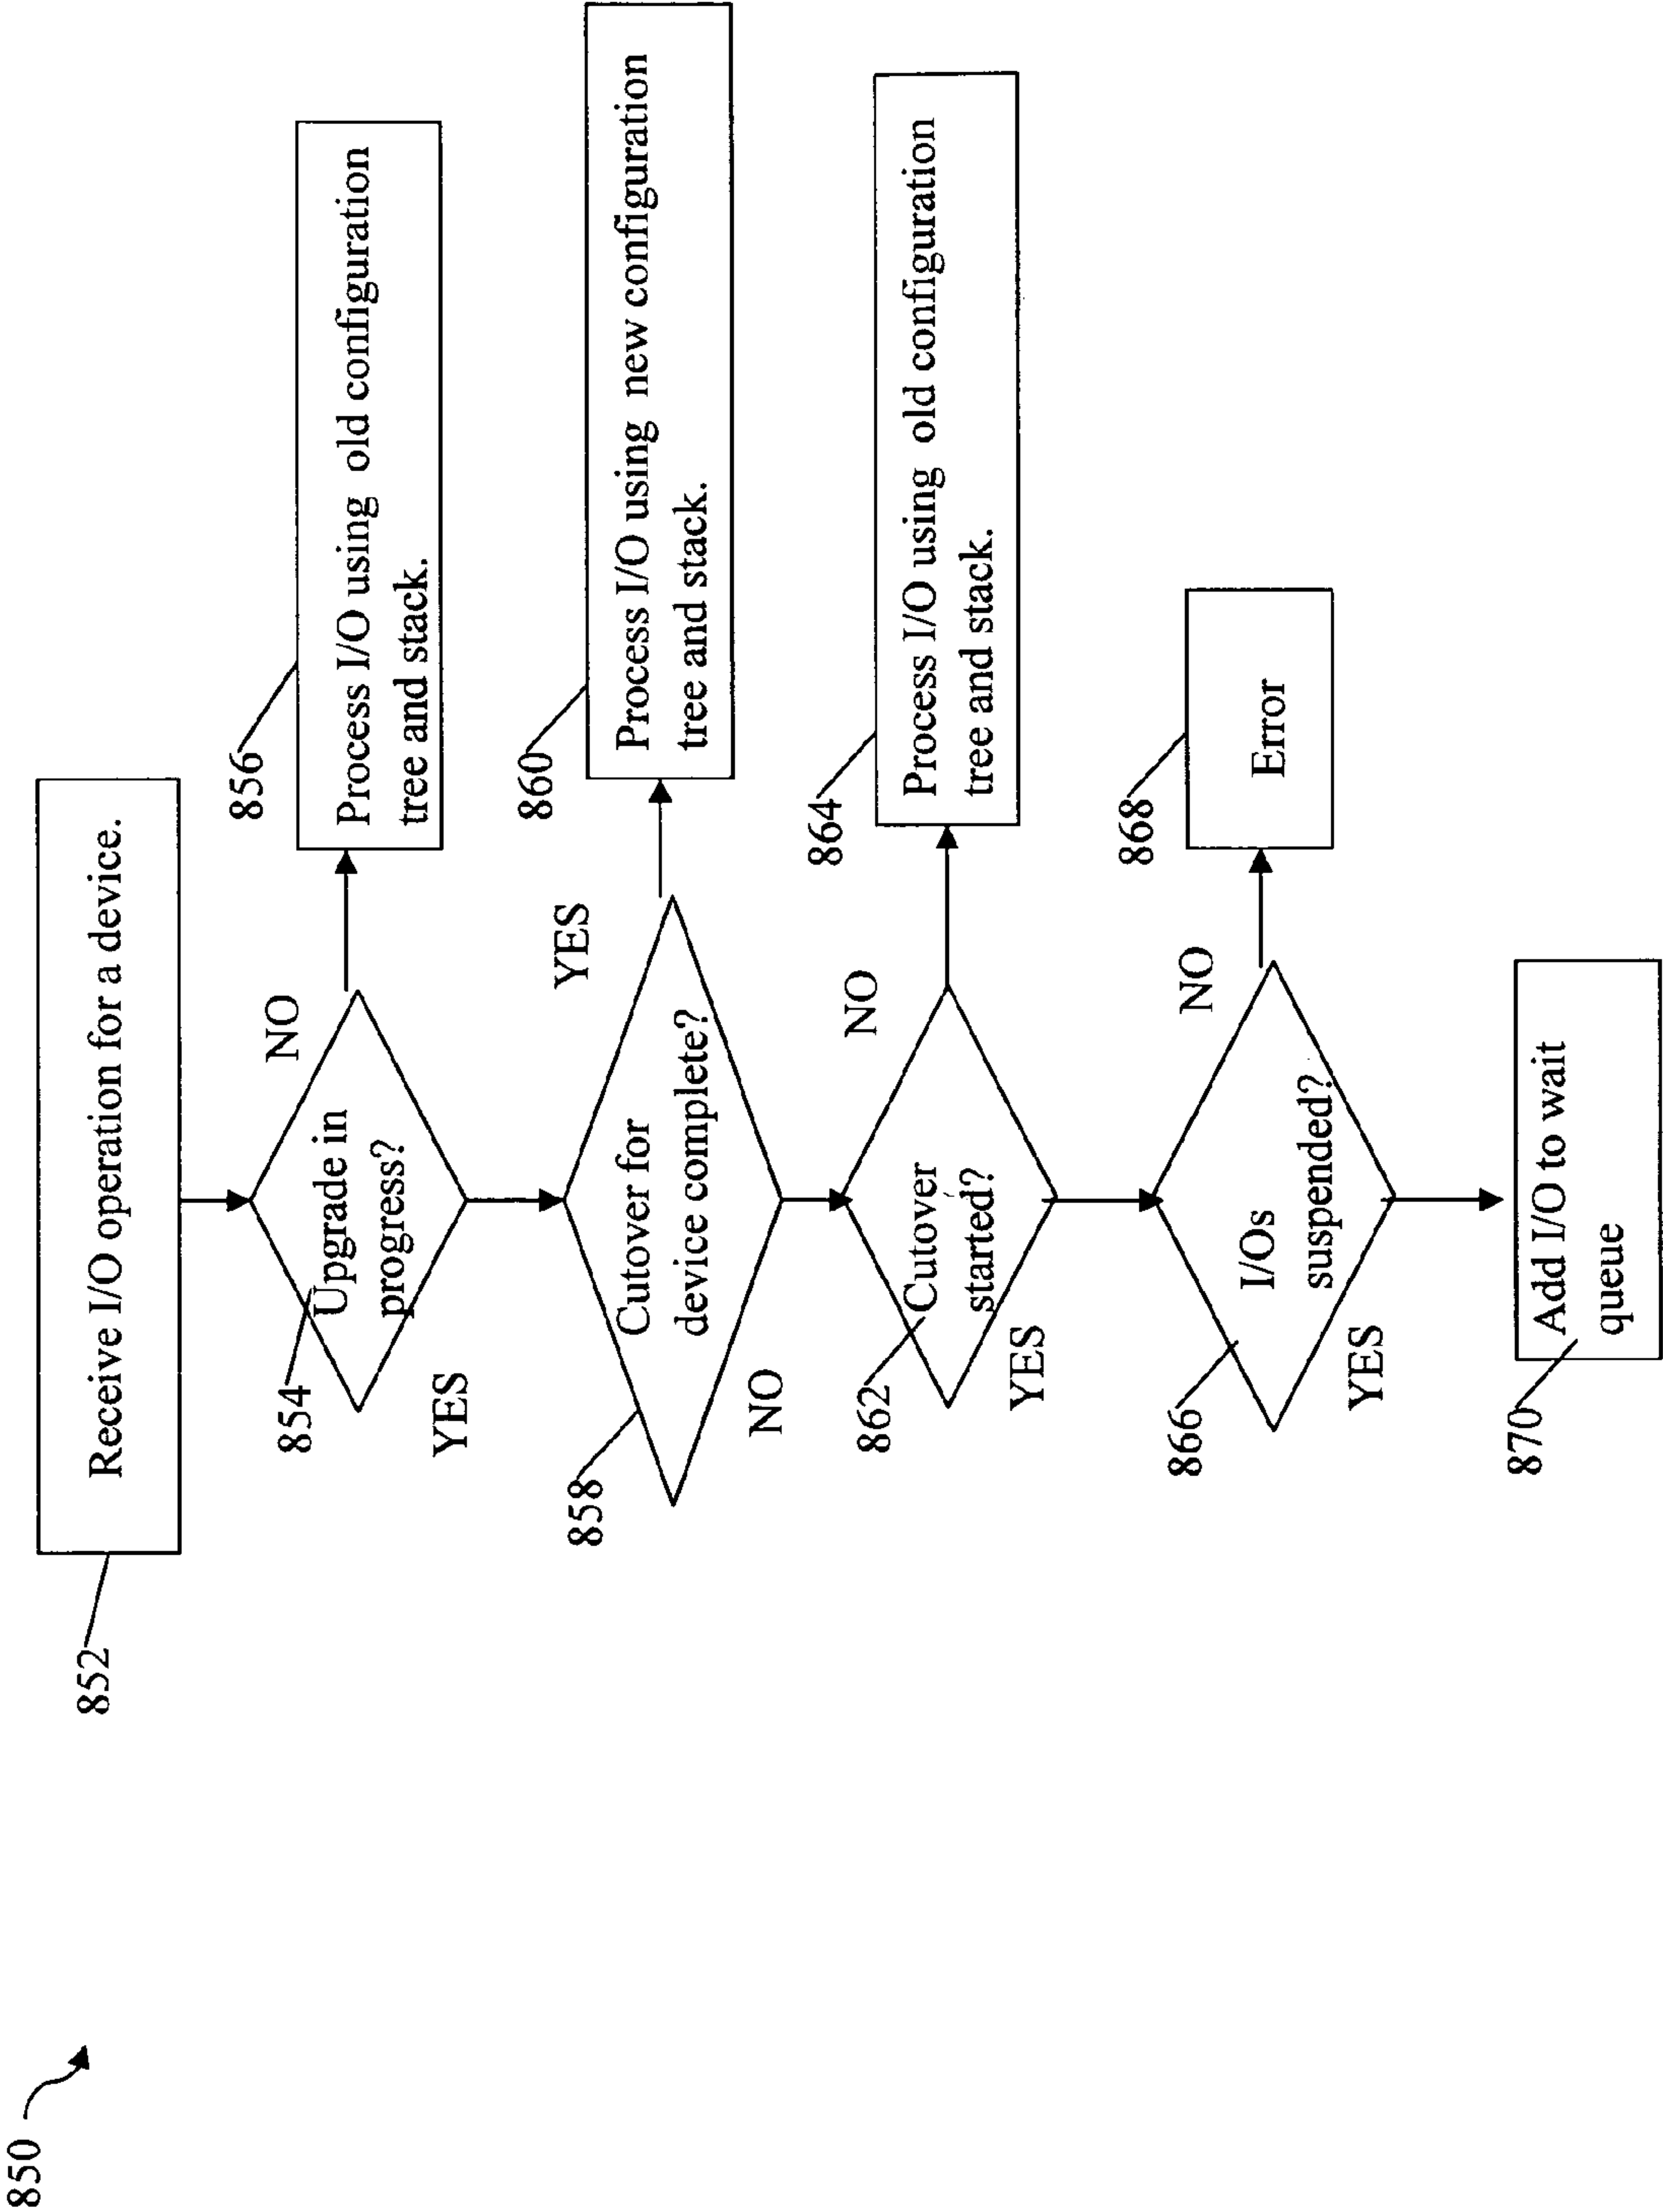 850
852
Receive I/O operation for a device.
854
Upgrade in
progress?
NO
YES
856
Process I/O using old configuration
tree and stack.
858
Cutover for
device complete?
YES
NO
860
Process I/O using new configuration
tree and stack.
862
Cutover
started?
NO
YES
864
Process I/O using old configuration
tree and stack.
866
I/Os
suspended?
NO
YES
868
Error
870
Add I/O to wait
queue